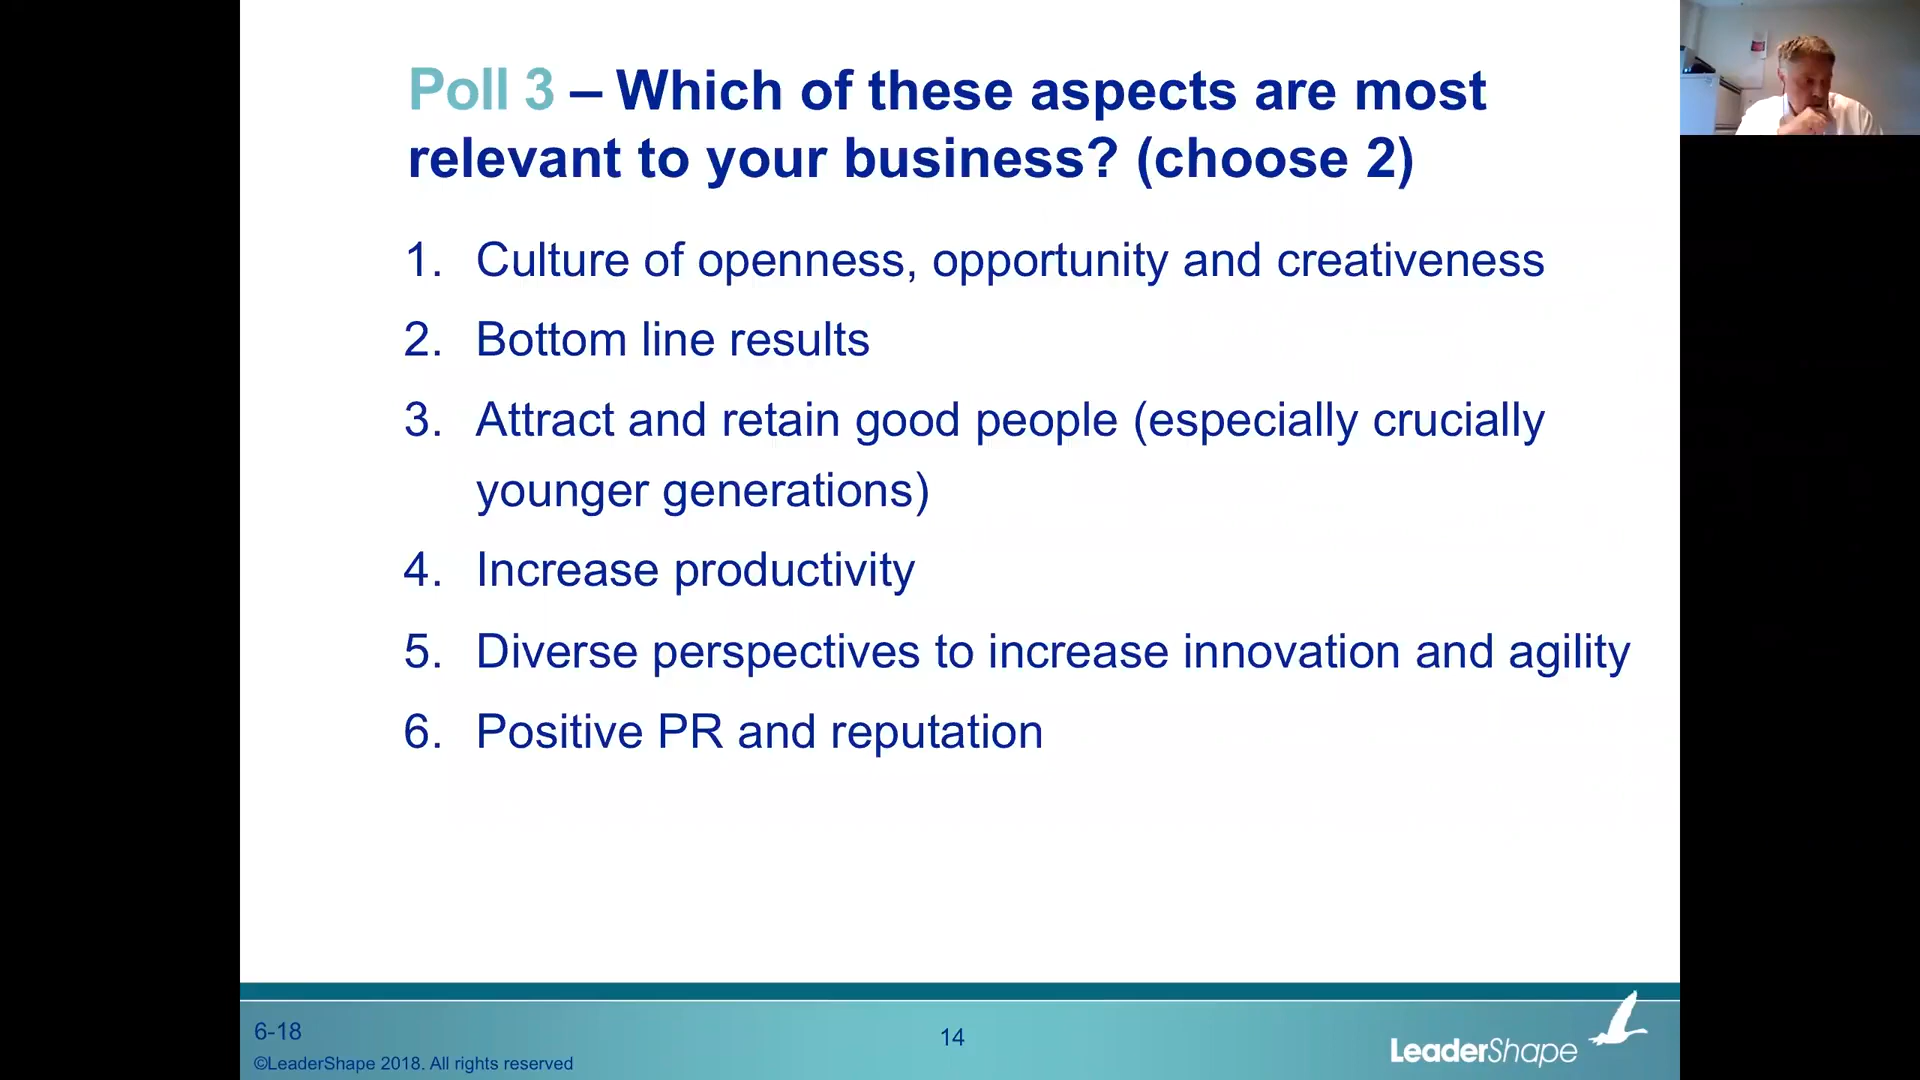 Poll 3 – Which of these aspects are most
relevant to your business? (choose 2)
1. Culture of openness, opportunity and creativeness
2. Bottom line results
3. Attract and retain good people (especially crucially
younger generations)
4. Increase productivity
5. Diverse perspectives to increase innovation and agility
6. Positive PR and reputation
6-18
©LeaderShape 2018. All rights reserved
14
LeaderShape